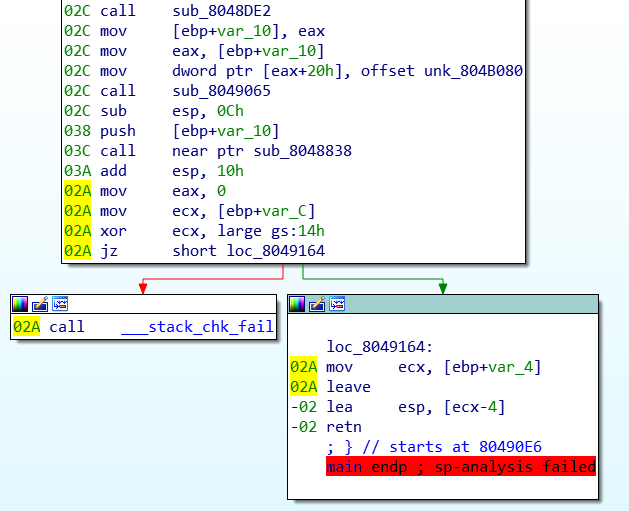 02C call sub_8048DE2
02C mov [ebp+var_10], eax
02C mov eax, [ebp+var_10]
02C mov dword ptr [eax+20h], offset unk_804B080
02C call sub_8049065
02C sub esp, 0Ch
038 push [ebp+var_10]
03C call near ptr sub_8048838
03A add esp, 10h
02A mov eax, 0
02A mov ecx, [ebp+var_C]
02A xor ecx, large gs:14h
02A jz short loc_8049164
02A call ___stack_chk_fail
loc_8049164:
02A mov ecx, [ebp+var_4]
02A leave
-02 lea esp, [ecx-4]
-02 retn
; } // starts at 80490E6
main endp ; sp-analysis failed